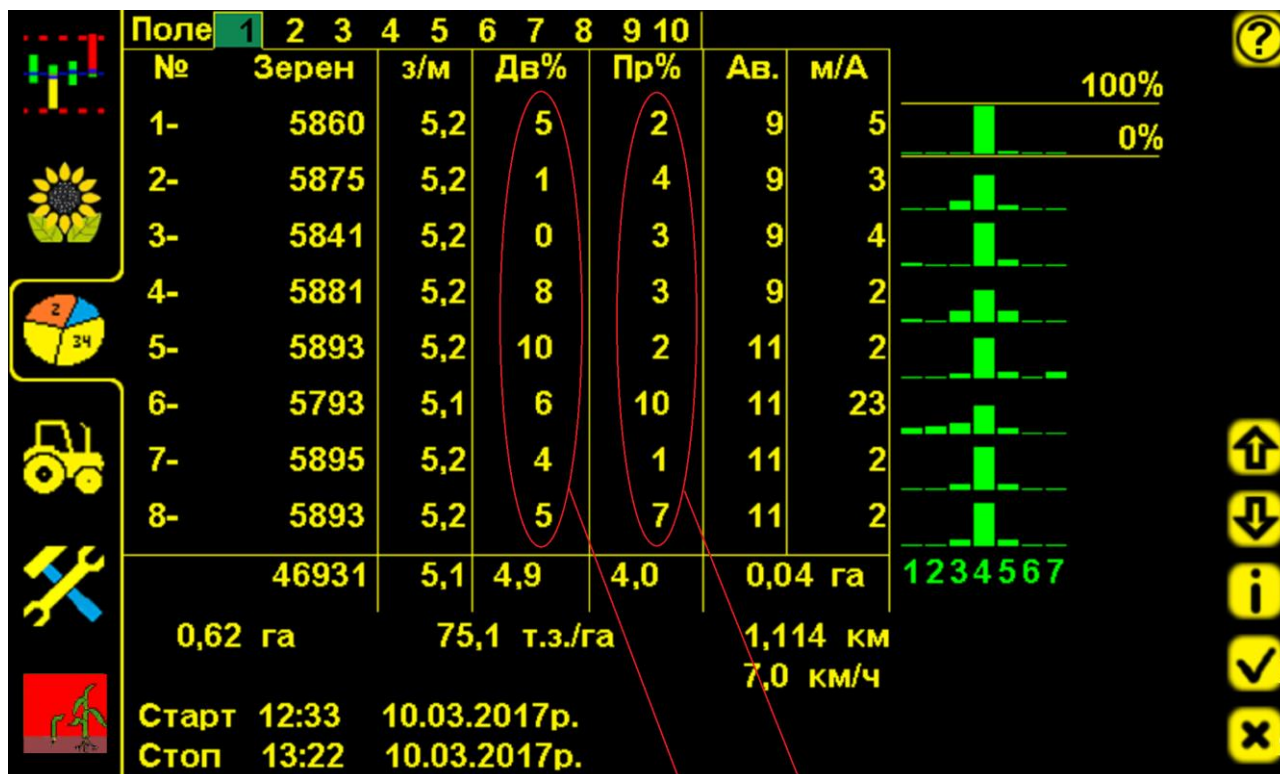 Поле 1 2 3 4 5 6 7 8 9 10
№ Зерен з/м Дв% Пр% Ав. м/А
100%
1- 5860 5,2 5 2 9 5
0%
2- 5875 5,2 1 4 9 3
3- 5841 5,2 0 3 9 4
4- 5881 5,2 8 3 9 2
2 34
5- 5893 5,2 10 2 11 2
6- 5793 5,1 6 10 11 23
7- 5895 5,2 4 1 11 2
8- 5893 5,2 5 7 11 2
46931 5,1 4,9 4,0 0,04 га 1234567
0,62 га 75,1 т.з./га 1,114 км
7,0 км/ч
Старт 12:33 10.03.2017р.
Стоп 13:22 10.03.2017р.